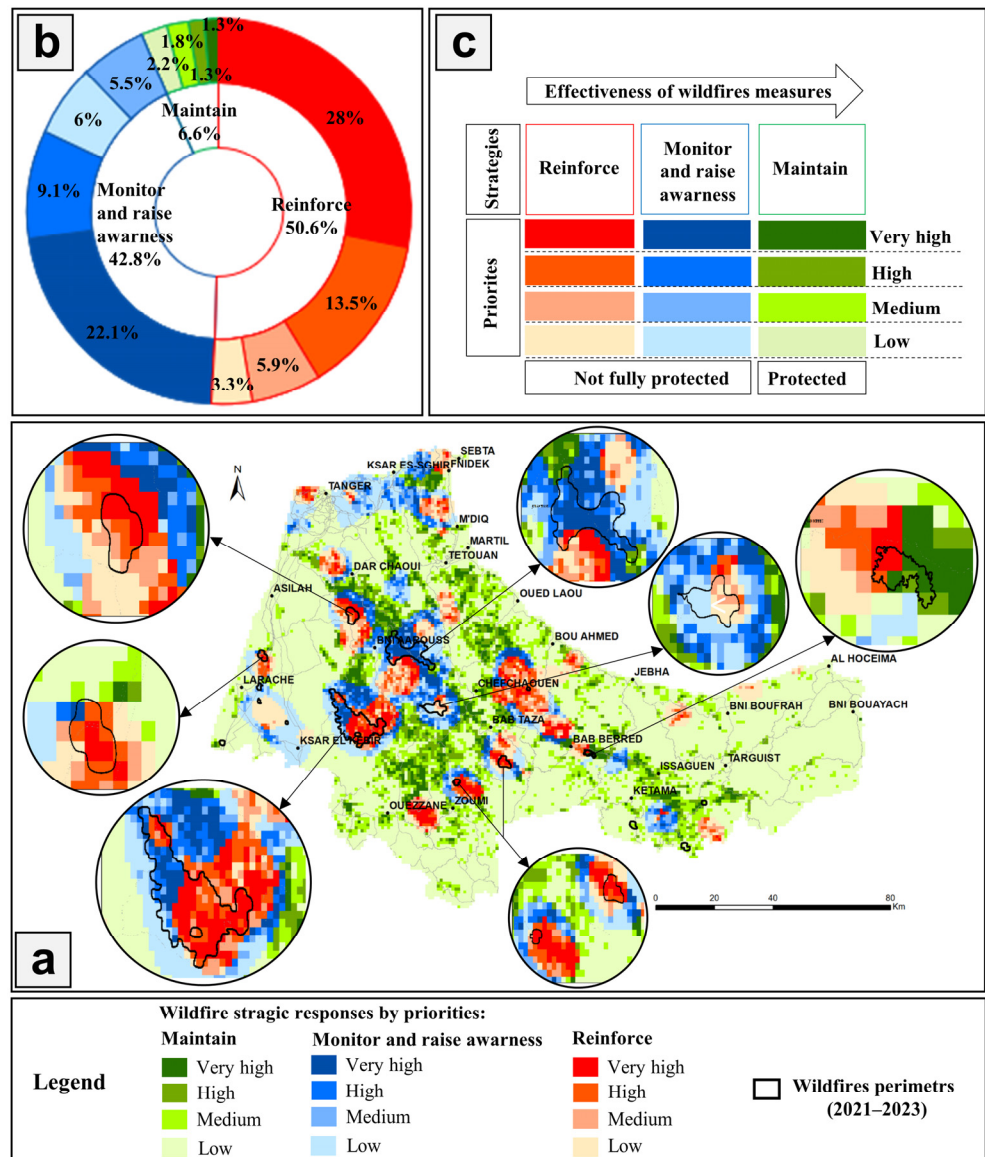 b
1.3%
1.8%
2.2%
1.3%
5.5%
6%
9.1%
22.1%
3.3%
5.9%
13.5%
28%
Maintain
6.6%
Monitor
and raise
awarness
42.8%
Reinforce
50.6%
c
Effectiveness of wildfires measures
Strategies
Reinforce
Monitor
and raise
awarness
Maintain
Priorites
Very high
High
Medium
Low
Not fully protected
Protected
N
SEBTA
KSAR ES-SGHIR
FNIDEK
TANGER
M'DIQ
MARTIL
TETOUAN
DAR CHAOUI
ASILAH
OUED LAOU
BNI AAROUSS
BOU AHMED
AL HOCEIMA
LARACHE
CHEFCHAOUEN
JEBHA
BNI BOUFRAH
BNI BOUAYACH
BAB TAZA
KSAR EL KEBIR
BAB BERRED
ISSAGUEN
TARGUIST
KETAMA
OUEZZANE
ZOUMI
0 20 40 80
Km
a
Legend
Wildfire stragic responses by priorities:
Maintain
Very high
High
Medium
Low
Monitor and raise awarness
Very high
High
Medium
Low
Reinforce
Very high
High
Medium
Low
Wildfires perimetrs
(2021–2023)